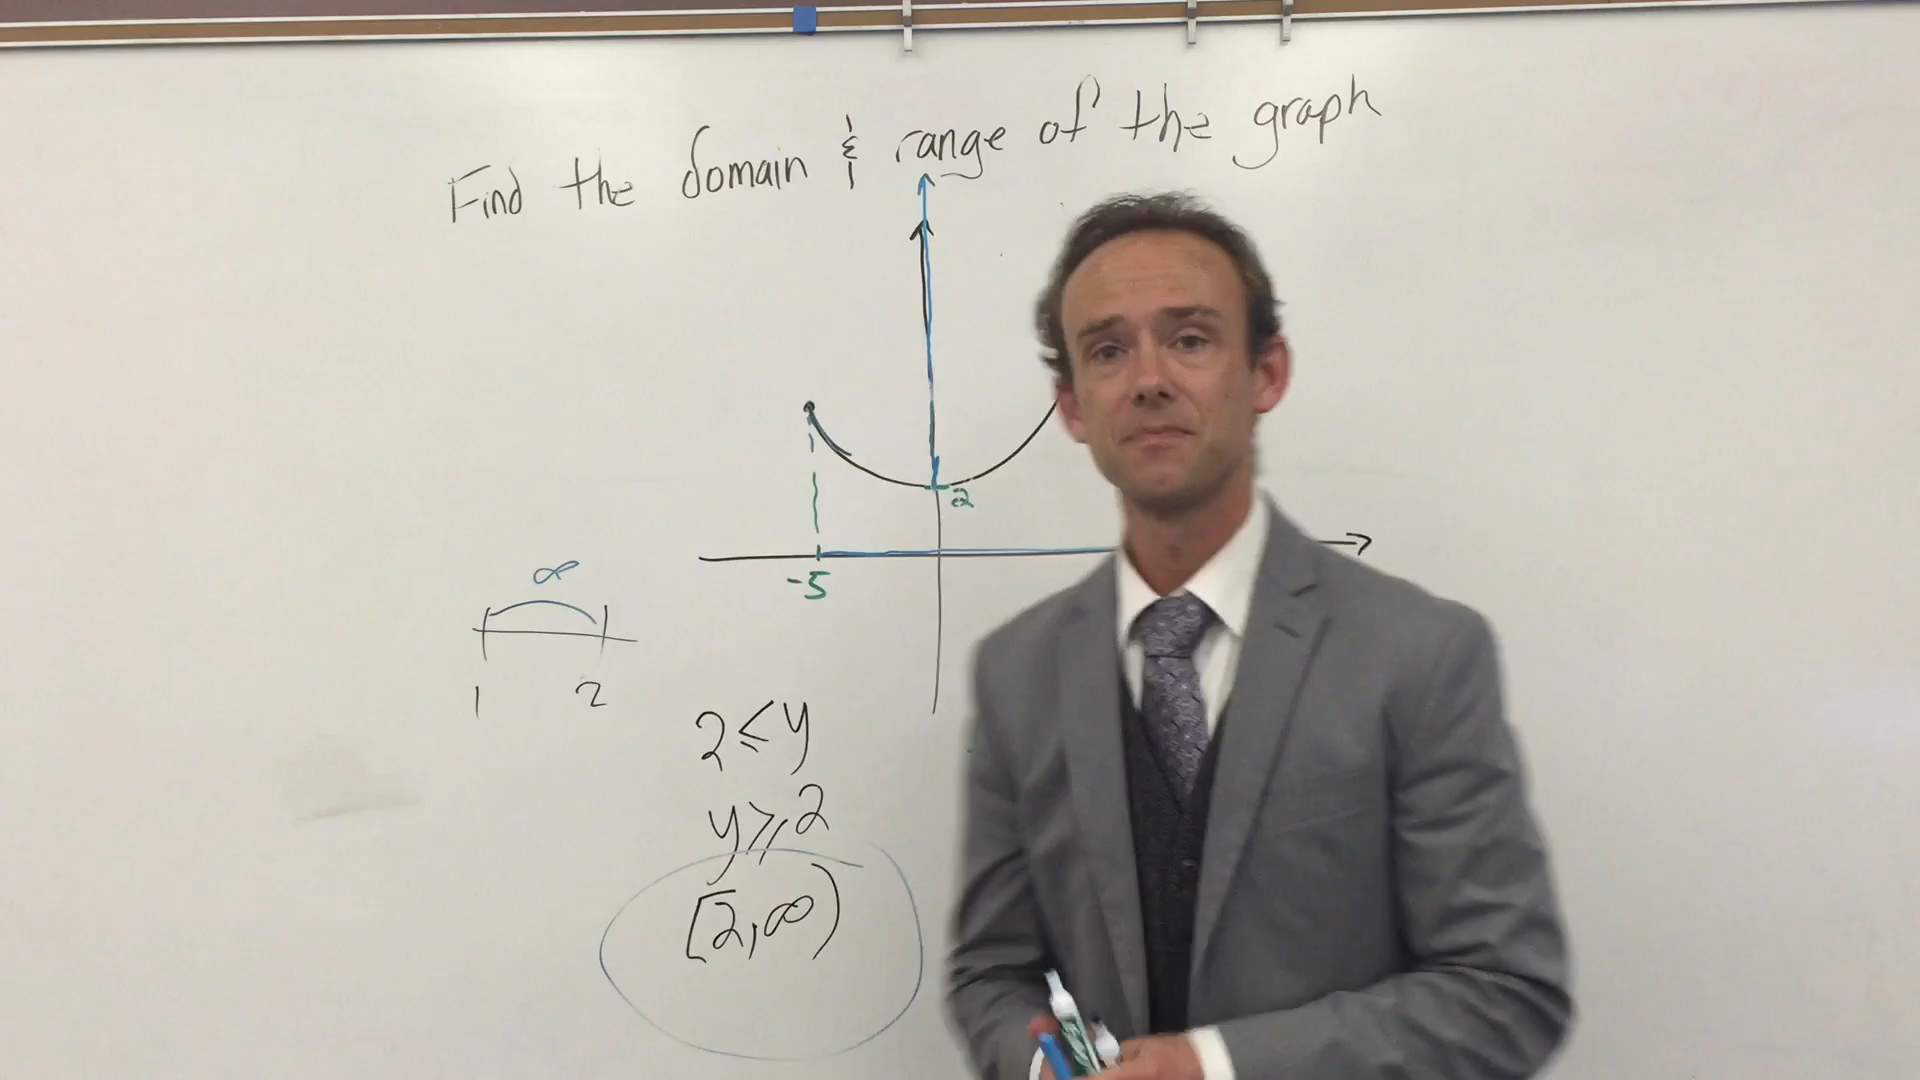 Find the domain & range of the graph
2
-5
∞
1 2
2 ≤ y
y ≥ 2
[2, ∞)